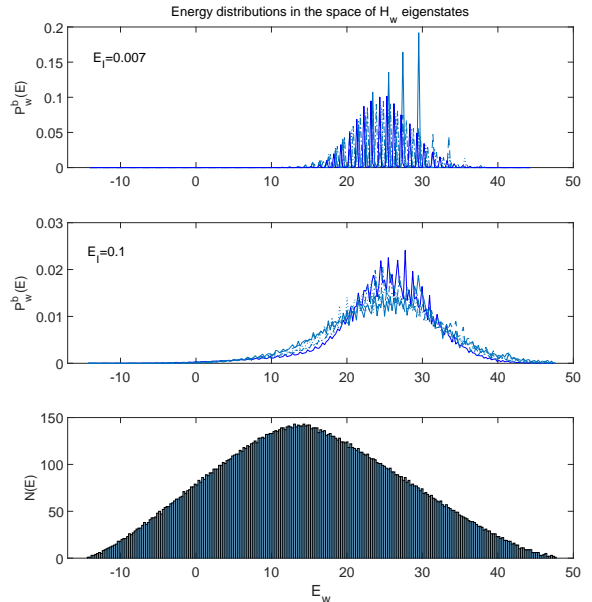 Energy distributions in the space of H_w eigenstates
0.2
0.15
0.1
0.05
0
E_I=0.007
P_w^b(E)
-10 0 10 20 30 40 50
0.03
0.02
0.01
0
E_I=0.1
P_w^b(E)
-10 0 10 20 30 40 50
150
100
50
0
N(E)
-10 0 10 20 30 40 50
E_w